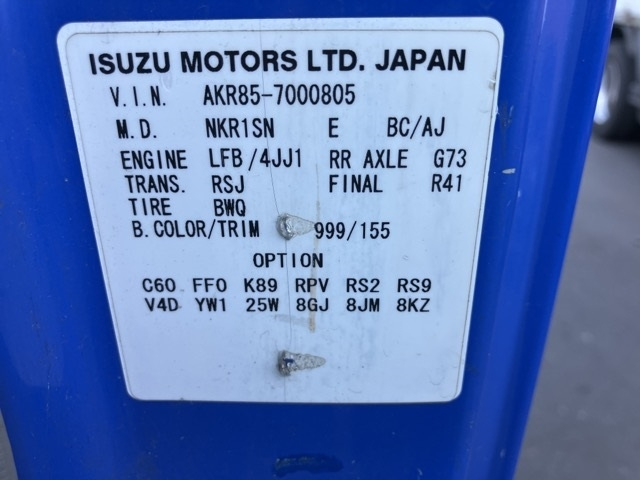 ISUZU MOTORS LTD. JAPAN
V.I.N. AKR85-7000805
M.D. NKR1SN E BC/AJ
ENGINE LFB/4JJ1 RR AXLE G73
TRANS. RSJ FINAL R41
TIRE BWQ
B.COLOR/TRIM 999/155
OPTION
C60 FFO K89 RPV RS2 RS9
V4D YW1 25W 8GJ 8JM 8KZ